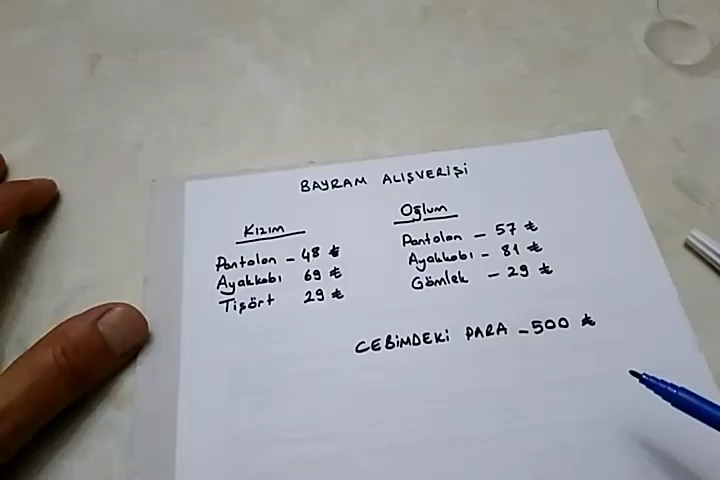 BAYRAM ALIŞVERİŞİ
Kızım
Pantolon - 48 ₺
Ayakkabı 69 ₺
Tişört 29 ₺
Oğlum
Pantolon - 57 ₺
Ayakkabı - 81 ₺
Gömlek - 29 ₺
CEBİMDEKİ PARA - 500 ₺